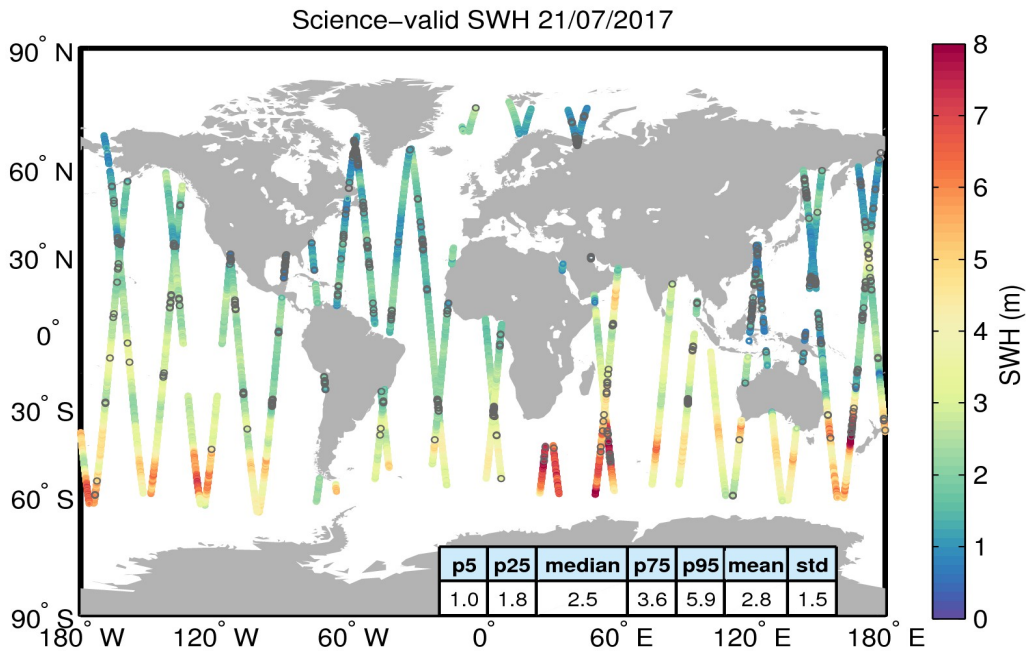 Science−valid SWH 21/07/2017
90° N
60° N
30° N
0°
30° S
60° S
90° S
180° W
120° W
60° W
0°
60° E
120° E
180° E
p5 p25 median p75 p95 mean std
1.0 1.8 2.5 3.6 5.9 2.8 1.5
8
7
6
5
4
3
2
1
0
SWH (m)